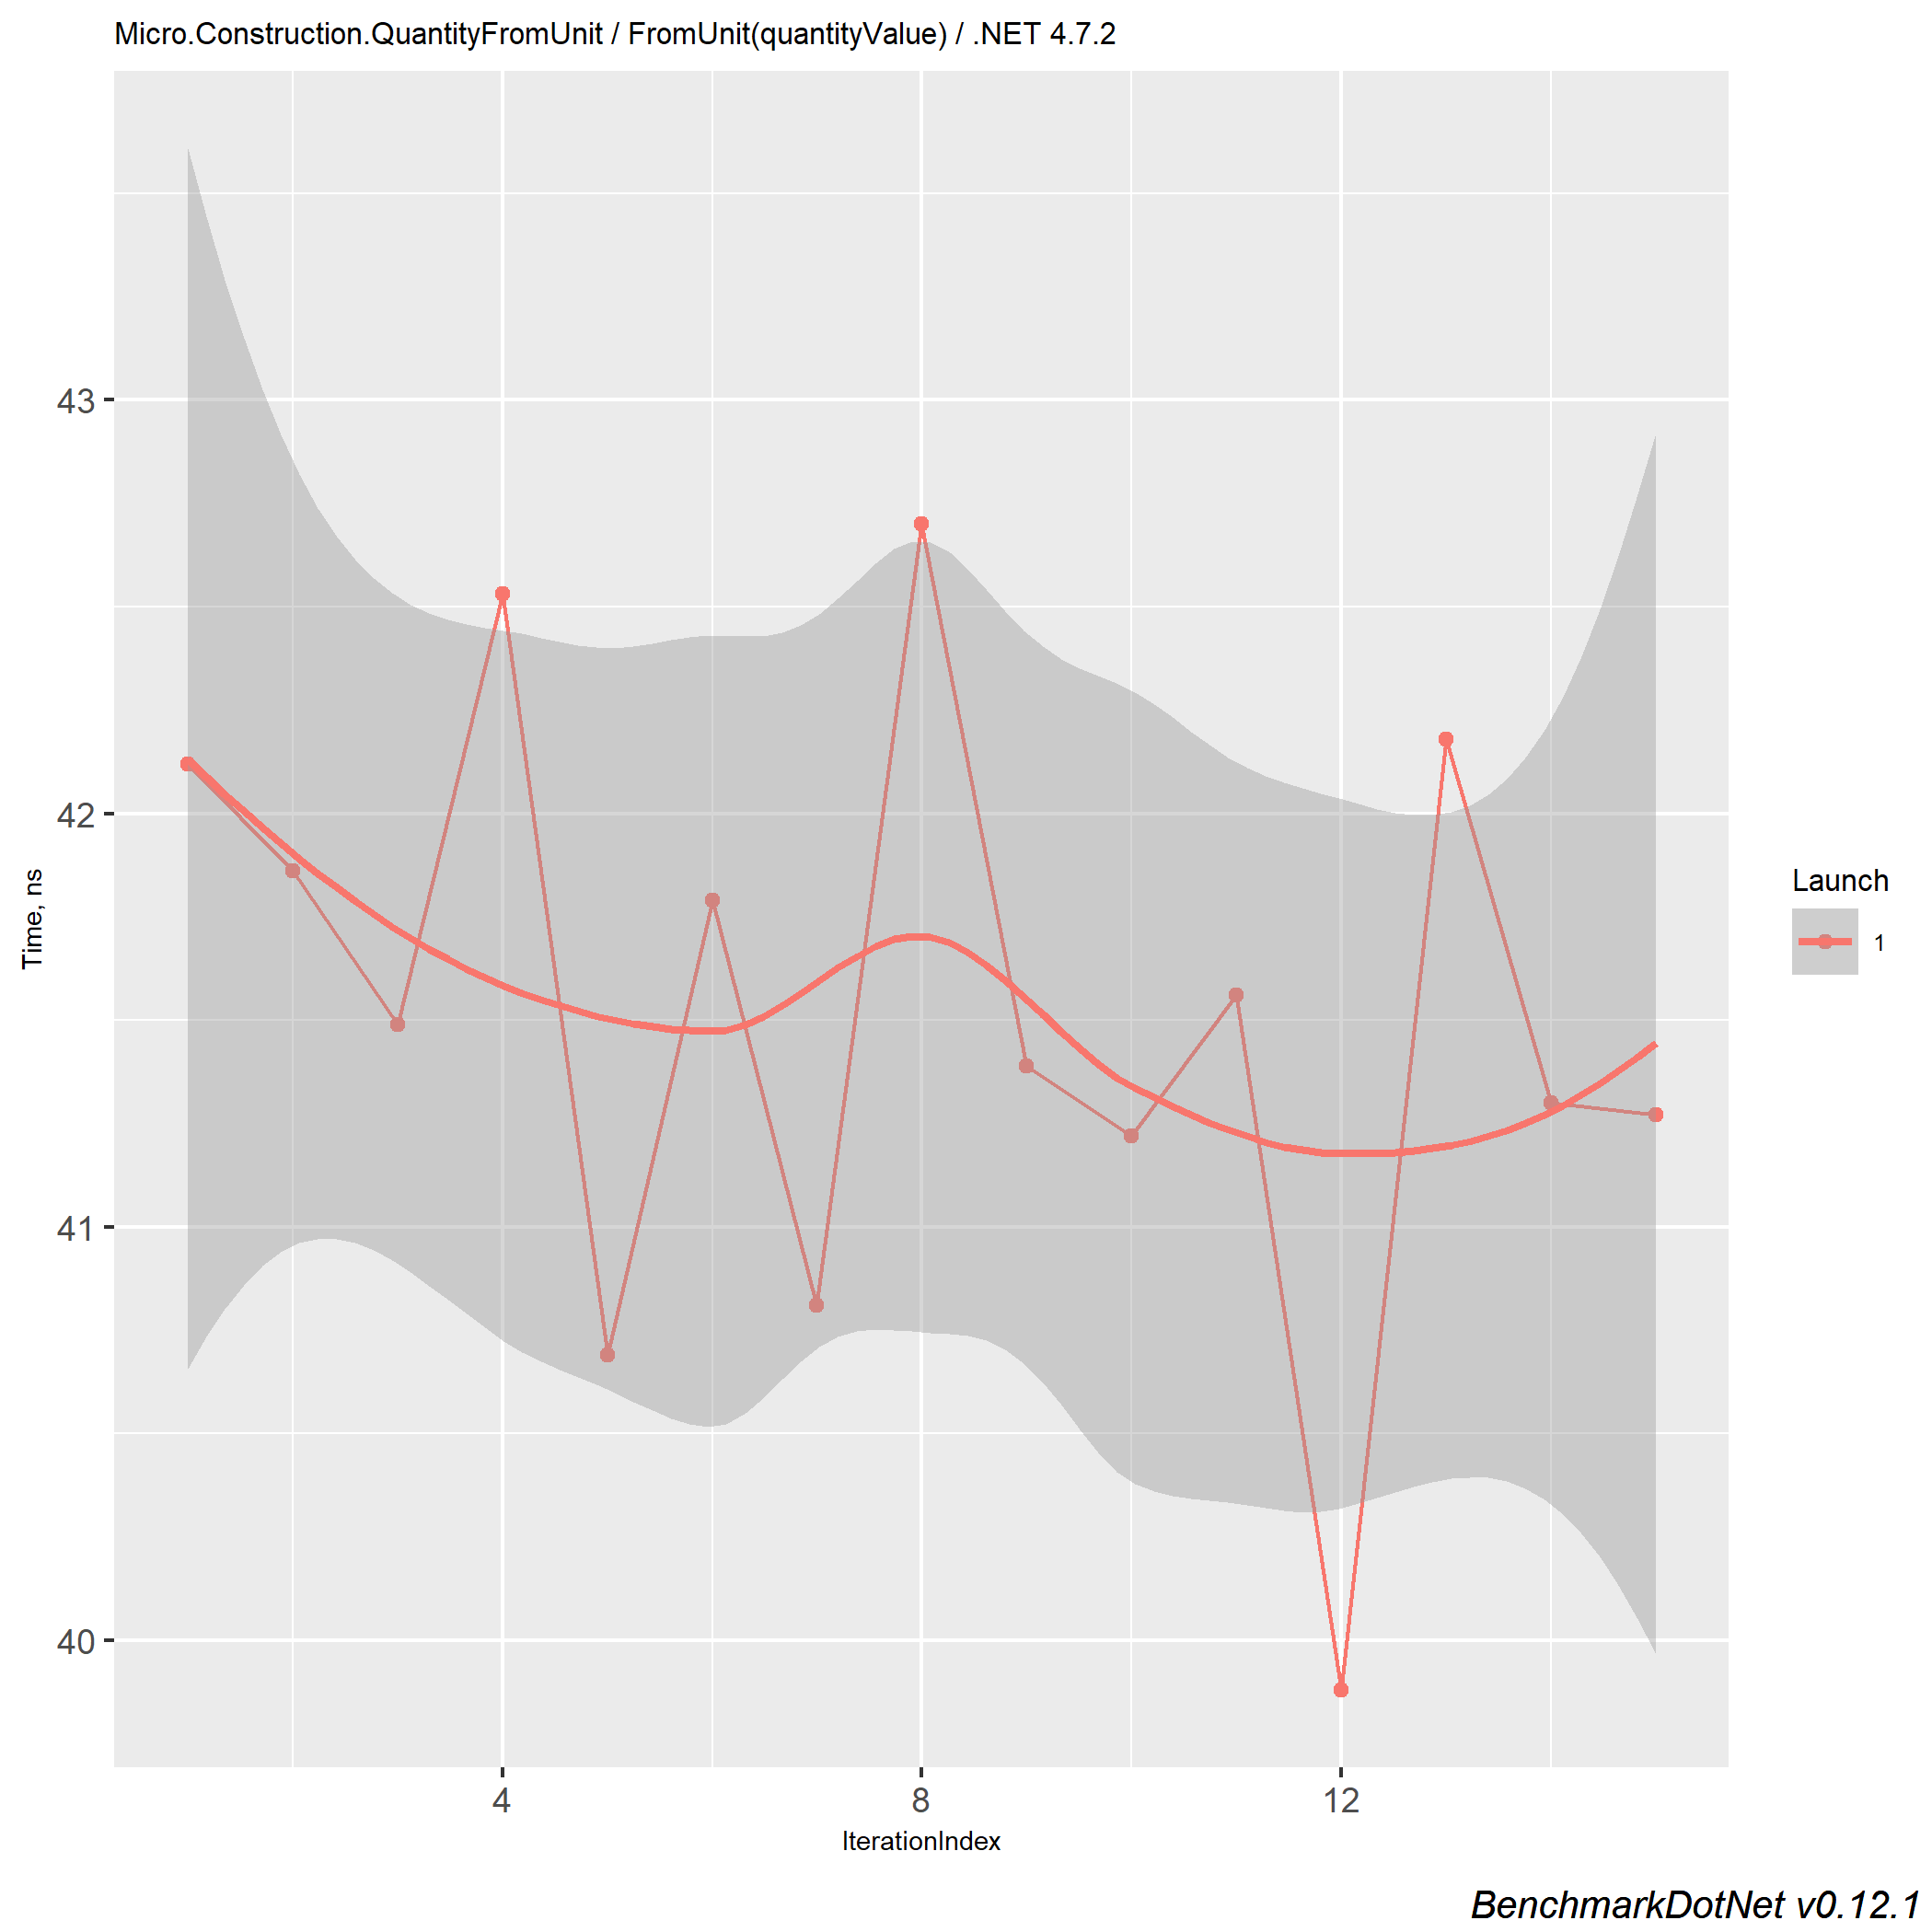 Micro.Construction.QuantityFromUnit / FromUnit(quantityValue) / .NET 4.7.2
43
42
41
40
Time, ns
4 8 12
IterationIndex
Launch
1
BenchmarkDotNet v0.12.1